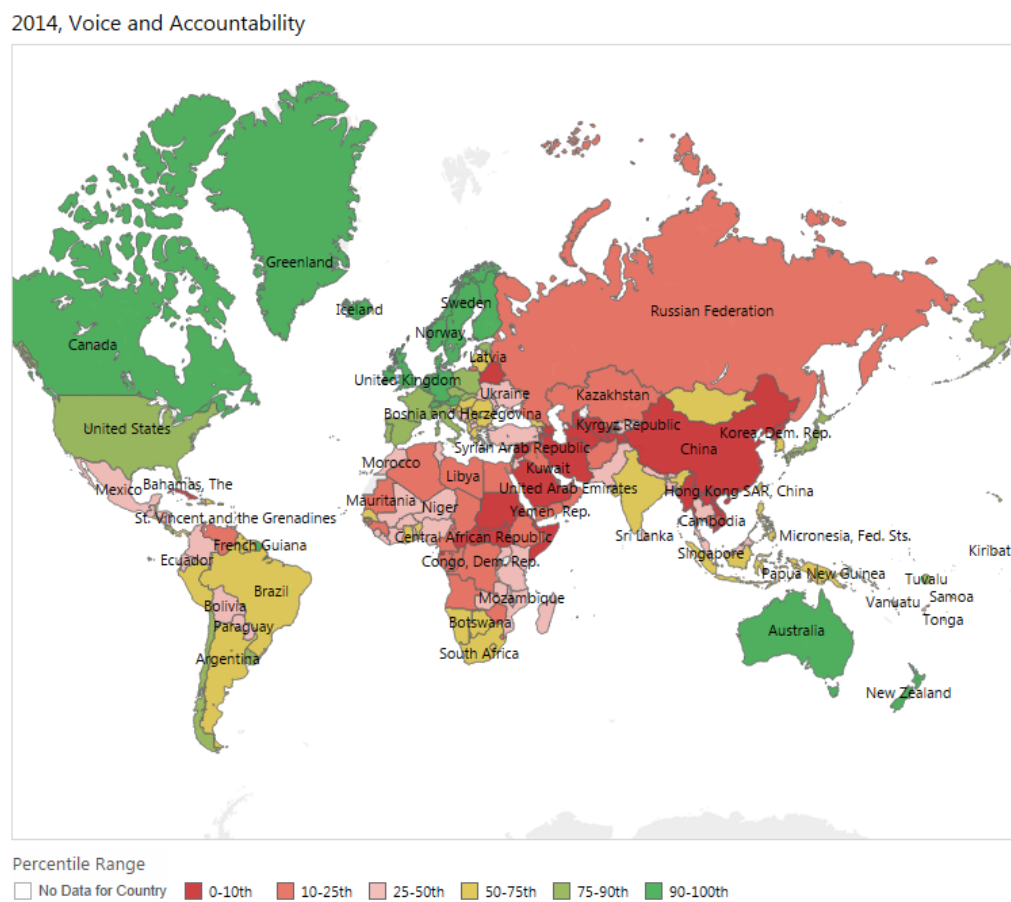 2014, Voice and Accountability
Greenland
Iceland
Sweden
Norway
Russian Federation
Canada
Latvia
United Kingdom
Ukraine
Kazakhstan
United States
Bosnia and Herzegovina
Kyrgyz Republic
Korea, Dem. Rep.
Syrian Arab Republic
China
Morocco
Libya
Kuwait
Mexico
Bahamas, The
United Arab Emirates
Hong Kong SAR, China
Mauritania
Niger
Yemen, Rep.
St. Vincent and the Grenadines
Cambodia
Central African Republic
Sri Lanka
Micronesia, Fed. Sts.
French Guiana
Ecuador
Congo, Dem. Rep.
Singapore
Kiribat
Papua New Guinea
Tuvalu
Brazil
Bolivia
Mozambique
Vanuatu
Samoa
Paraguay
Botswana
Tonga
Australia
Argentina
South Africa
New Zealand
Percentile Range
No Data for Country 0-10th 10-25th 25-50th 50-75th 75-90th 90-100th